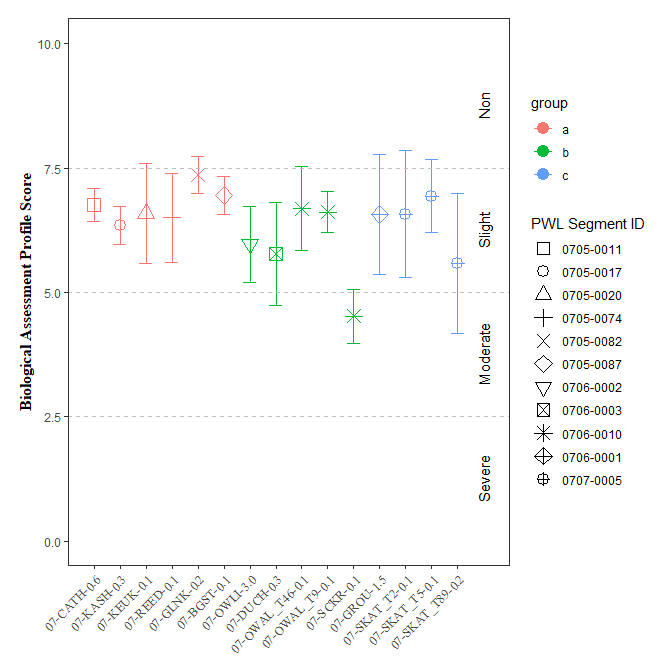 Biological Assessment Profile Score
10.0
7.5
5.0
2.5
0.0
Non
Slight
Moderate
Severe
07-CATH-0.6
07-KASH-0.3
07-KEUK-0.1
07-REED-0.1
07-GLNK-0.2
07-BGST-0.1
07-OWLI-3.0
07-DUCH-0.3
07-OWAL_T46-0.1
07-OWAL_T9-0.1
07-SCKR-0.1
07-GROU-1.5
07-SKAT_T2-0.1
07-SKAT_T5-0.1
07-SKAT_T89-0.2
group
a
b
c
PWL Segment ID
0705-0011
0705-0017
0705-0020
0705-0074
0705-0082
0705-0087
0706-0002
0706-0003
0706-0010
0706-0001
0707-0005